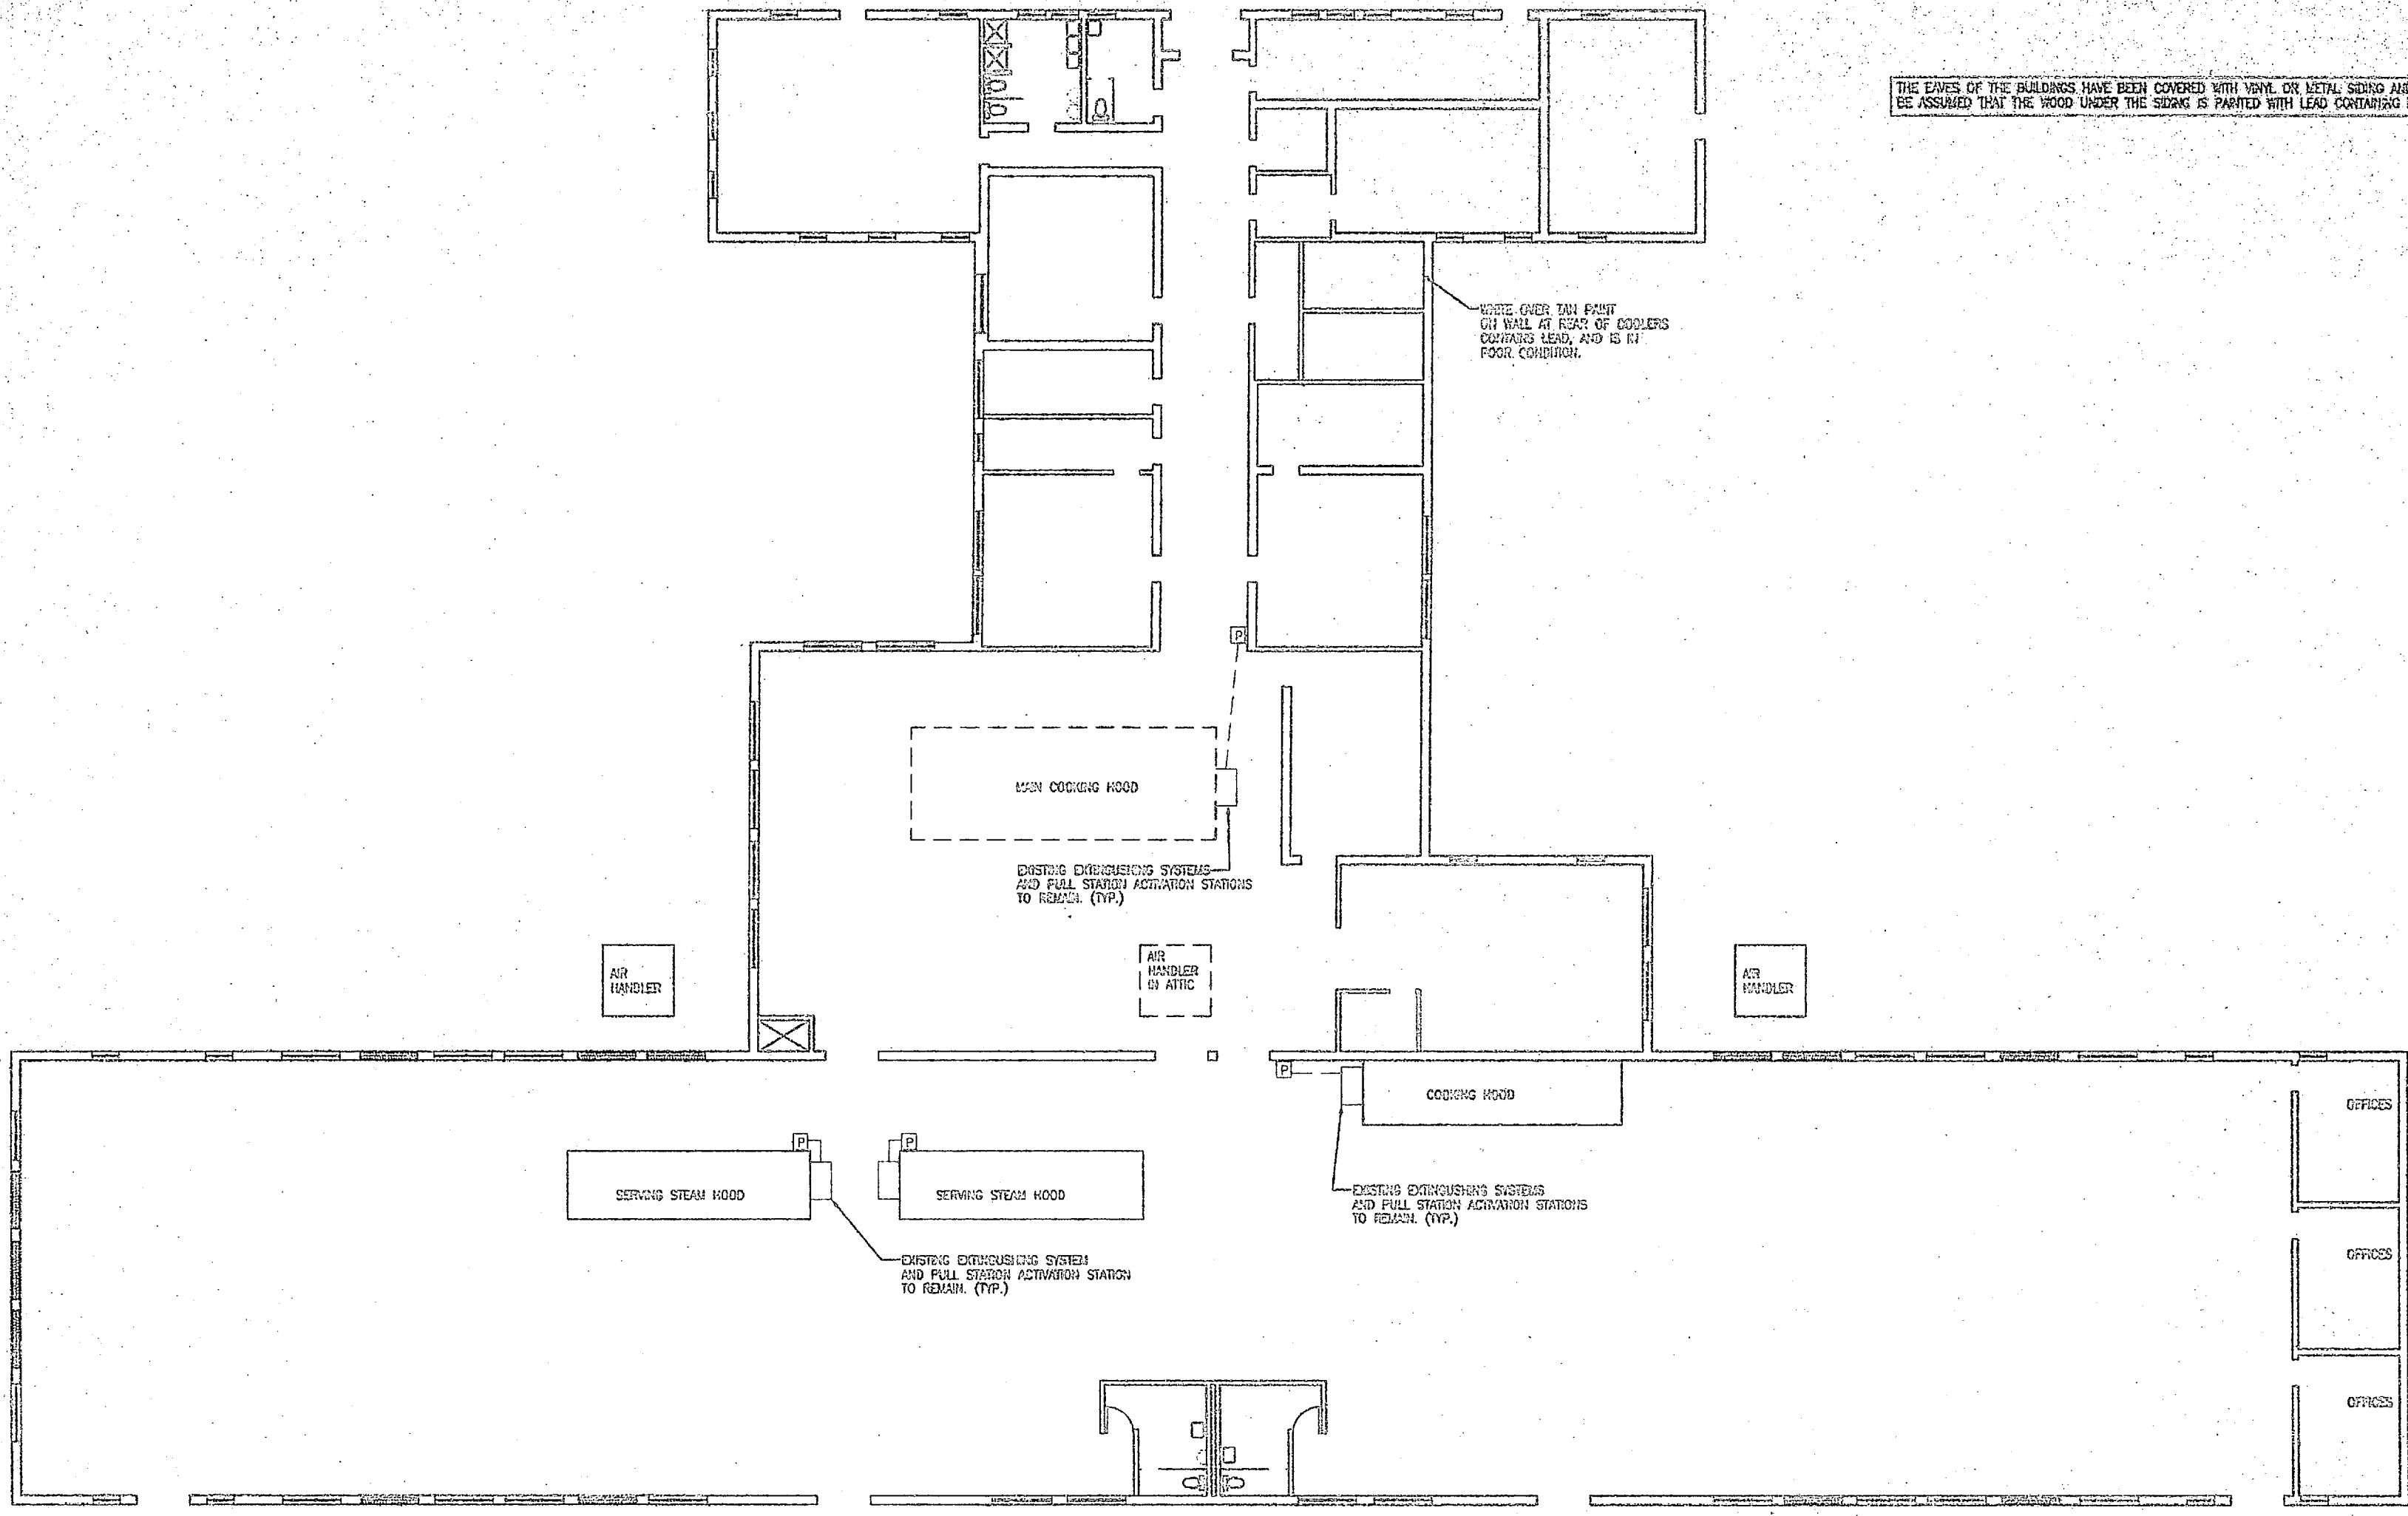 THE EAVES OF THE BUILDINGS HAVE BEEN COVERED WITH VINYL OR METAL SIDING AND
BE ASSUMED THAT THE WOOD UNDER THE SIDING IS PAINTED WITH LEAD CONTAINING
WHITE OVER TAN PAINT
ON WALL AT REAR OF COOLERS
CONTAINS LEAD, AND IS IN
POOR CONDITION.
P
MAIN COOKING HOOD
EXISTING EXTINGUSHING SYSTEMS
AND PULL STATION ACTIVATION STATIONS
TO REMAIN. (TYP.)
AIR
HANDLER
AIR
HANDLER
IN ATTIC
AIR
HANDLER
P
COOKING HOOD
OFFICES
P
P
SERVING STEAM HOOD
SERVING STEAM HOOD
EXISTING EXTINGUSHING SYSTEMS
AND PULL STATION ACTIVATION STATIONS
TO REMAIN. (TYP.)
EXISTING EXTINGUSHING SYSTEM
AND PULL STATION ACTIVATION STATION
TO REMAIN. (TYP.)
OFFICES
OFFICES